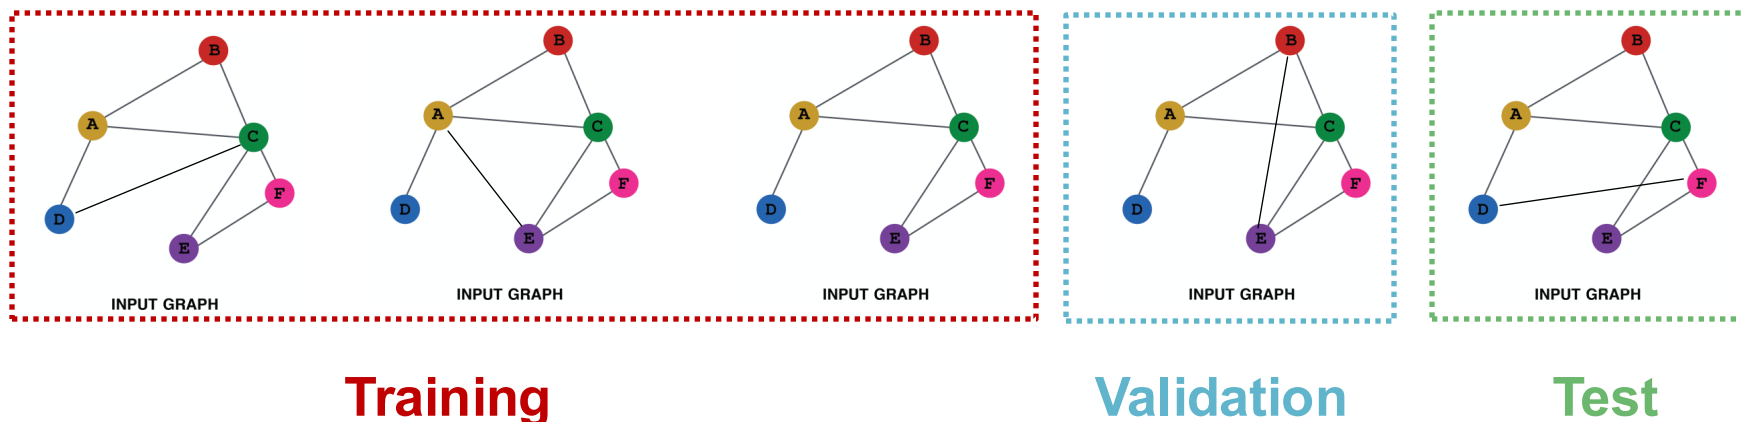 B
A
C
D
F
E
INPUT GRAPH
B
A
C
D
F
E
INPUT GRAPH
B
A
C
D
F
E
INPUT GRAPH
B
A
C
D
F
E
INPUT GRAPH
B
A
C
D
F
E
INPUT GRAPH
Training
Validation
Test